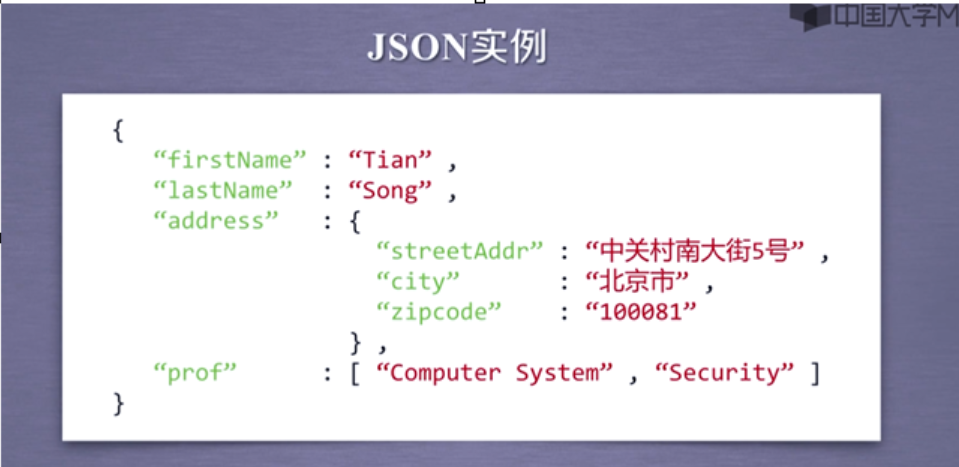 中国大学M
JSON实例
{
“firstName” : “Tian” ,
“lastName” : “Song” ,
“address” : {
“streetAddr” : “中关村南大街5号” ,
“city” : “北京市” ,
“zipcode” : “100081”
} ,
“prof” : [ “Computer System” , “Security” ]
}